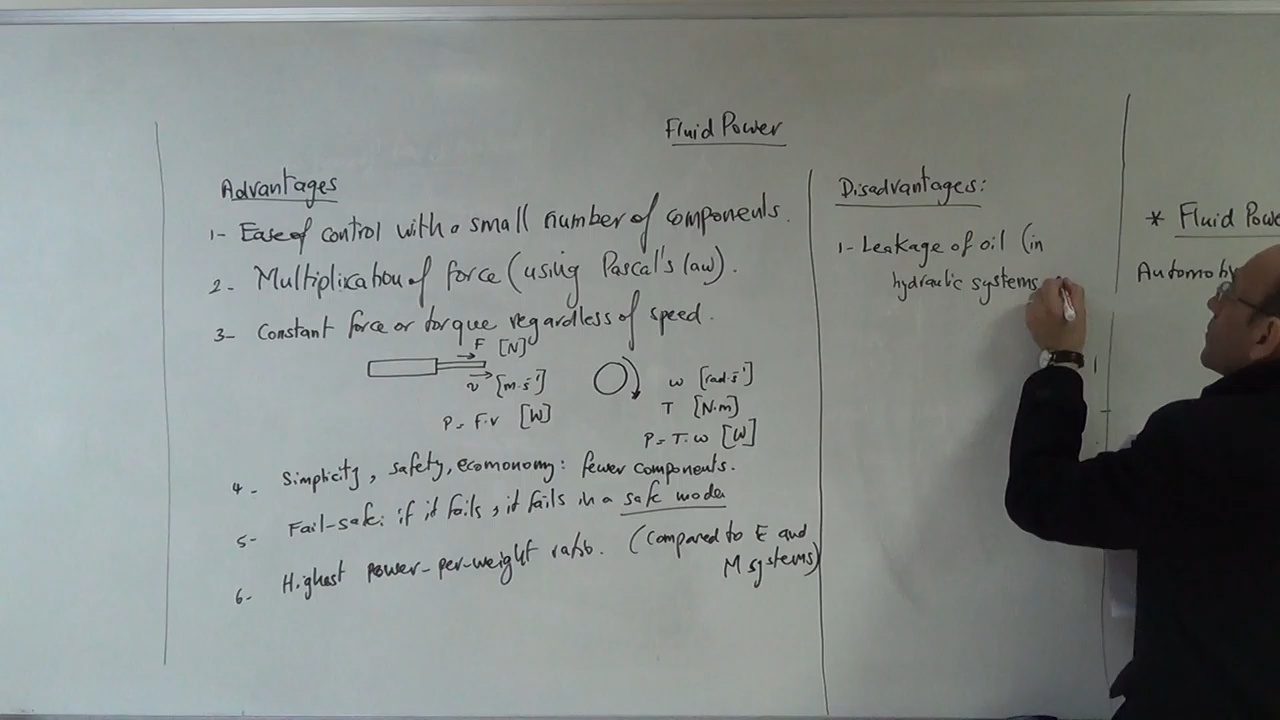 Fluid Power
Advantages
1- Ease of control with a small number of components.
2- Multiplication of force (using Pascal's law).
3- Constant force or torque regardless of speed.
F [N]
v [m.s⁻¹]
P = F.v [W]
ω [rad.s⁻¹]
T [N.m]
P = T.ω [W]
4- Simplicity, safety, ecomonomy: fewer components.
5- Fail-safe: if it fails, it fails in a safe mode
6- Highest power-per-weight ratio. (Compared to E and
M systems)
Disadvantages:
1- Leakage of oil (in
hydraulic systems
* Fluid Powe
Automob